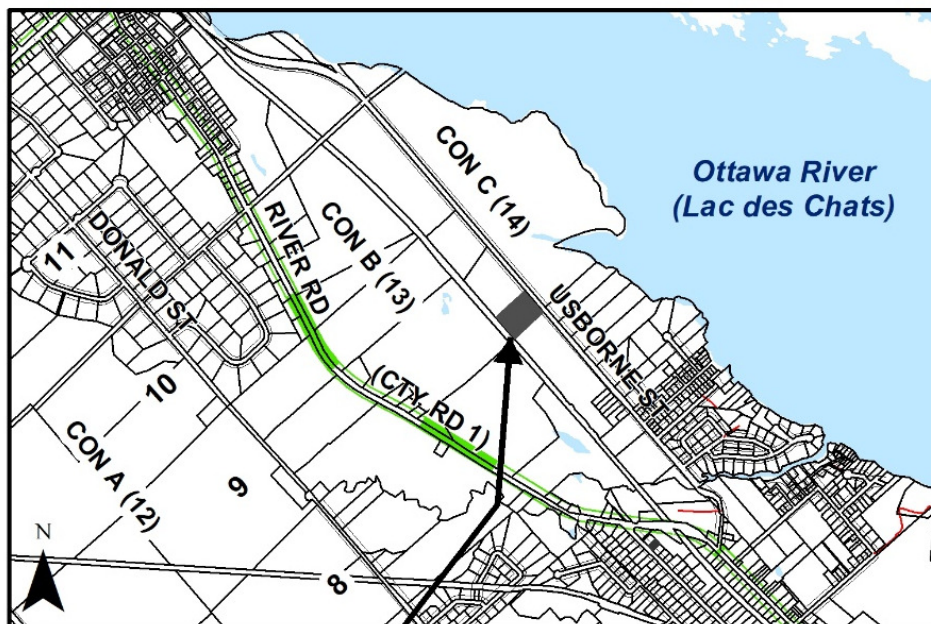 Ottawa River
(Lac des Chats)
CON C (14)
CON B (13)
RIVER RD
DONALD ST
11
USBORNE ST
(CTY RD 1)
10
CON A (12)
9
8
N